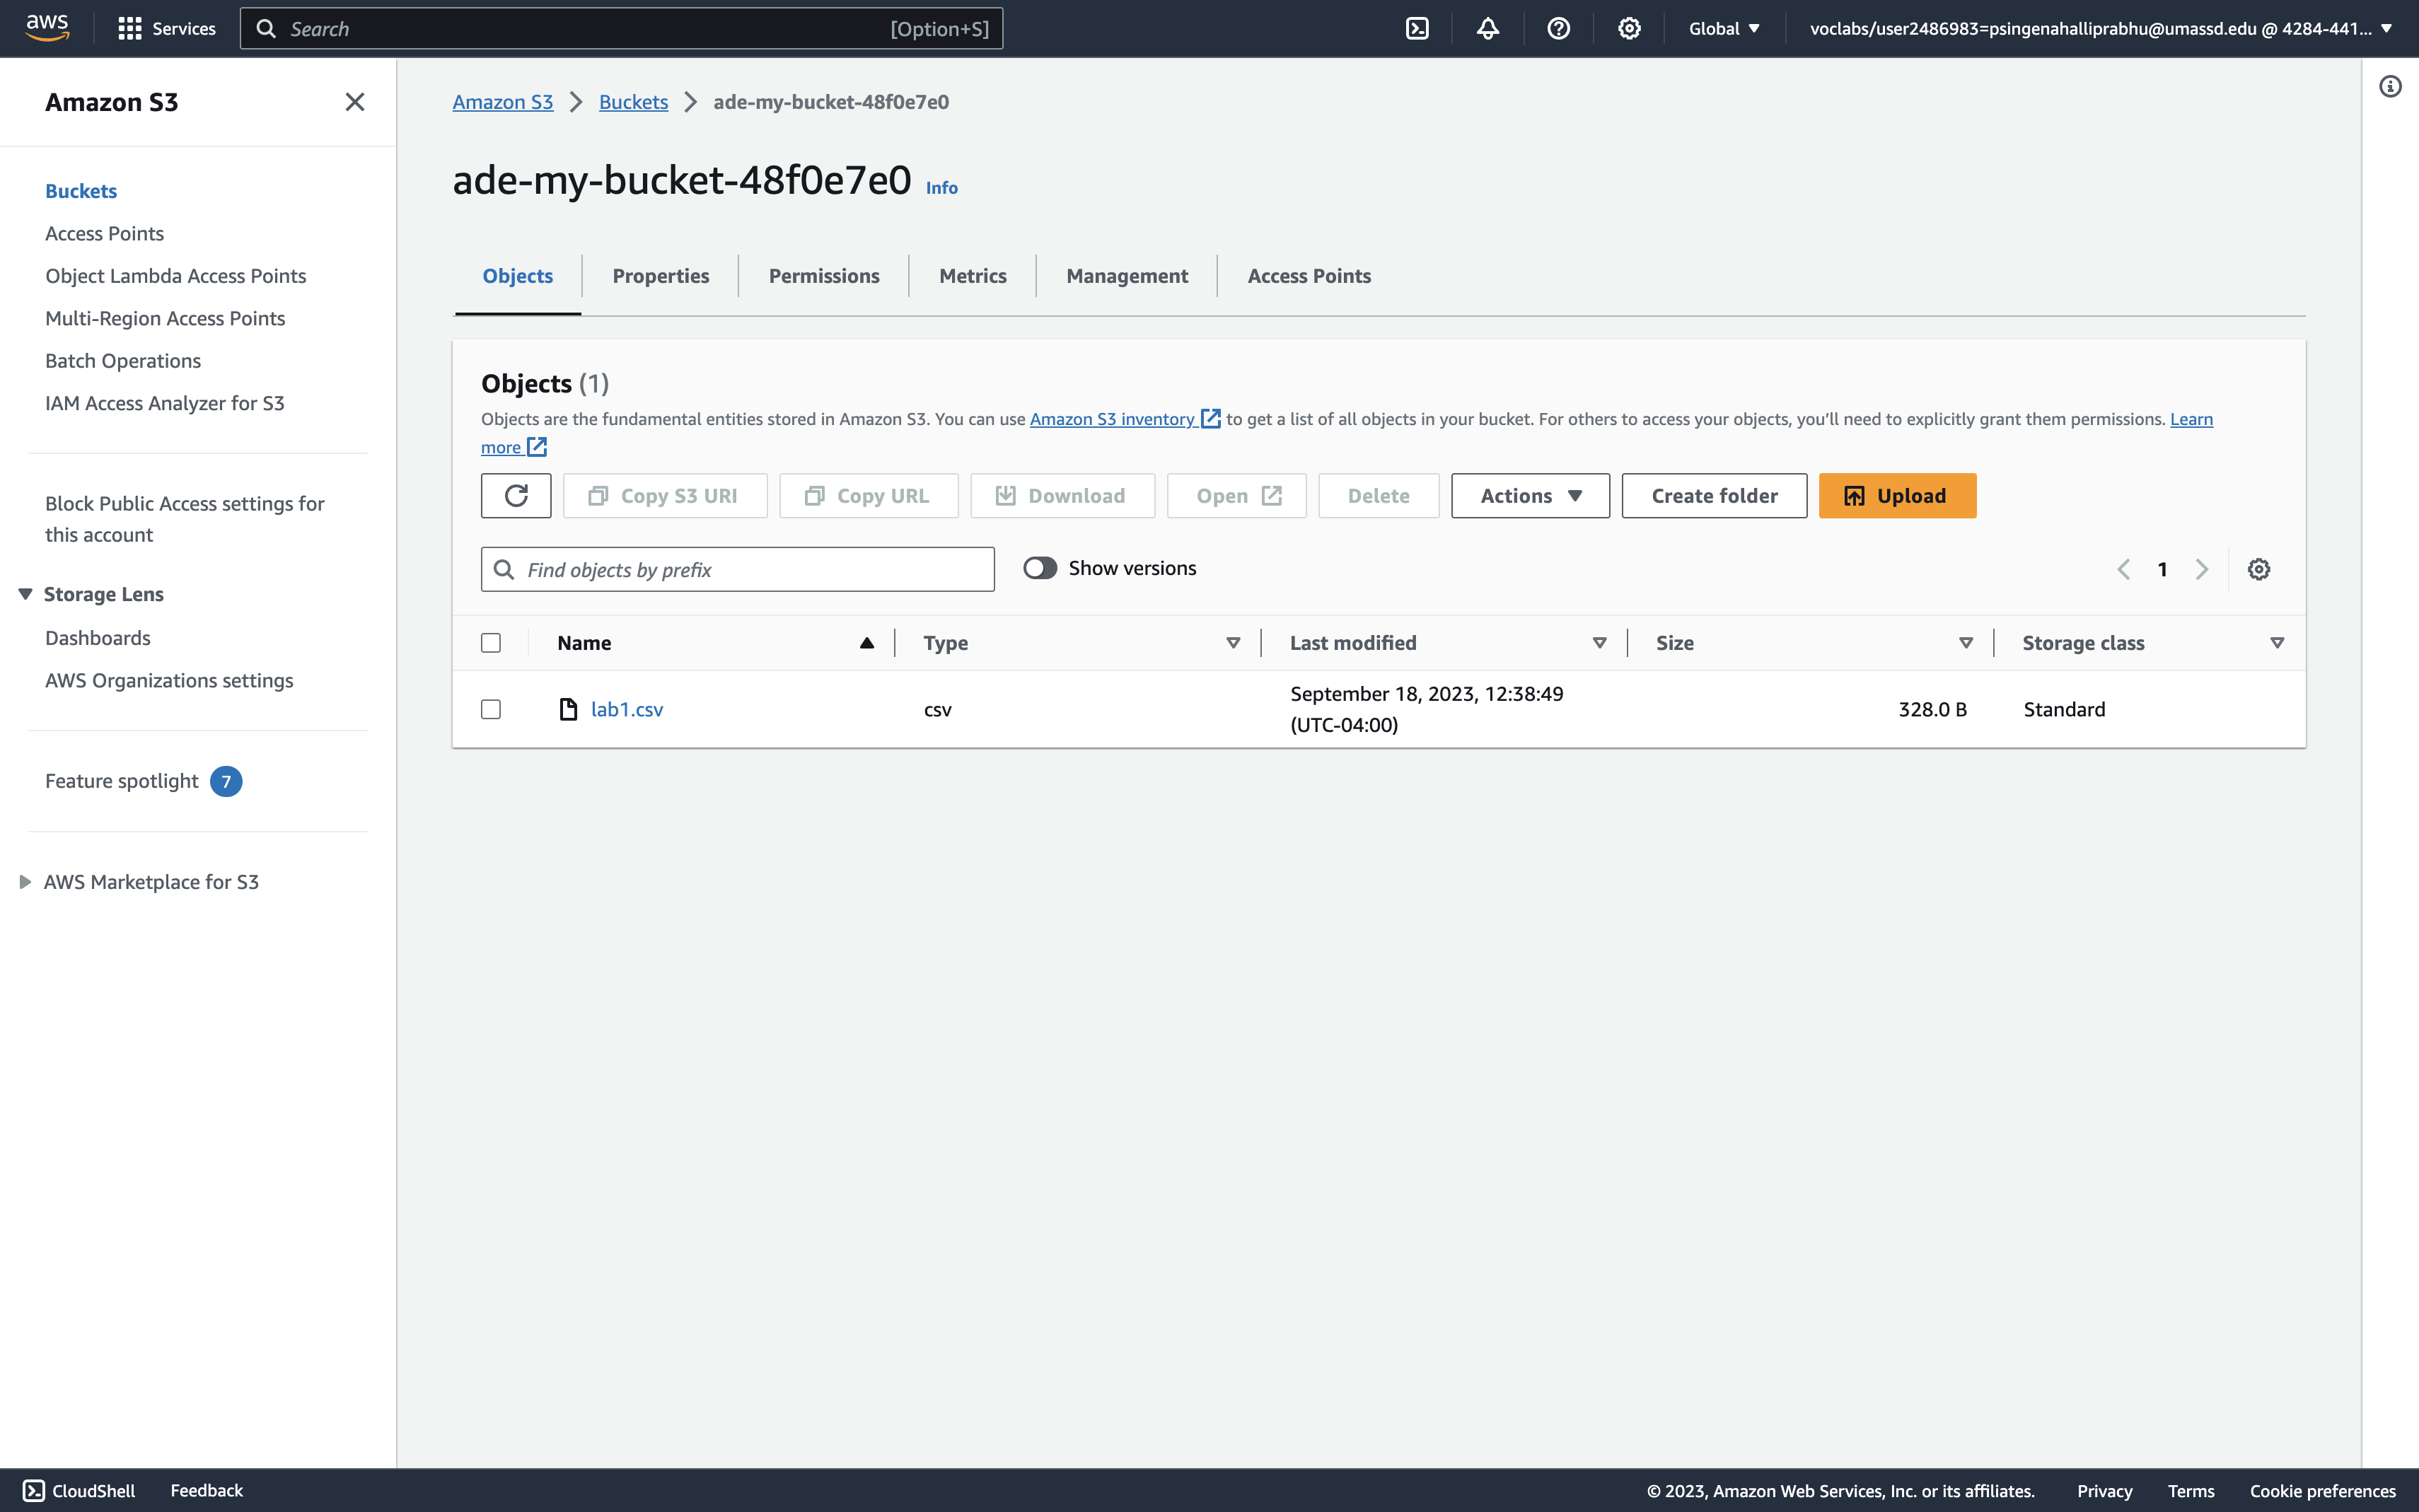 aws
Services
Search
[Option+S]
Global
voclabs/user2486983=psingenahalliprabhu@umassd.edu @ 4284-441...
Amazon S3
Buckets
Access Points
Object Lambda Access Points
Multi-Region Access Points
Batch Operations
IAM Access Analyzer for S3
Block Public Access settings for
this account
Storage Lens
Dashboards
AWS Organizations settings
Feature spotlight 7
AWS Marketplace for S3
Amazon S3 Buckets ade-my-bucket-48f0e7e0
ade-my-bucket-48f0e7e0 Info
Objects Properties Permissions Metrics Management Access Points
Objects (1)
Objects are the fundamental entities stored in Amazon S3. You can use Amazon S3 inventory to get a list of all objects in your bucket. For others to access your objects, you’ll need to explicitly grant them permissions. Learn
more
Copy S3 URI Copy URL Download Open Delete Actions Create folder Upload
Find objects by prefix Show versions 1
Name Type Last modified Size Storage class
lab1.csv csv September 18, 2023, 12:38:49
(UTC-04:00) 328.0 B Standard
CloudShell Feedback © 2023, Amazon Web Services, Inc. or its affiliates. Privacy Terms Cookie preferences